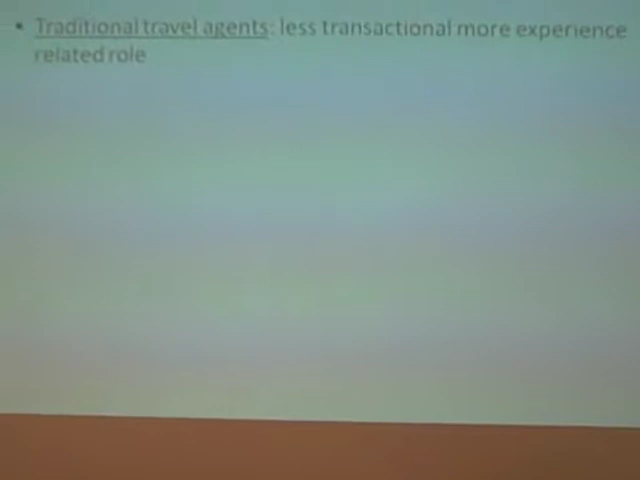 • Traditional travel agents: less transactional more experience
related role